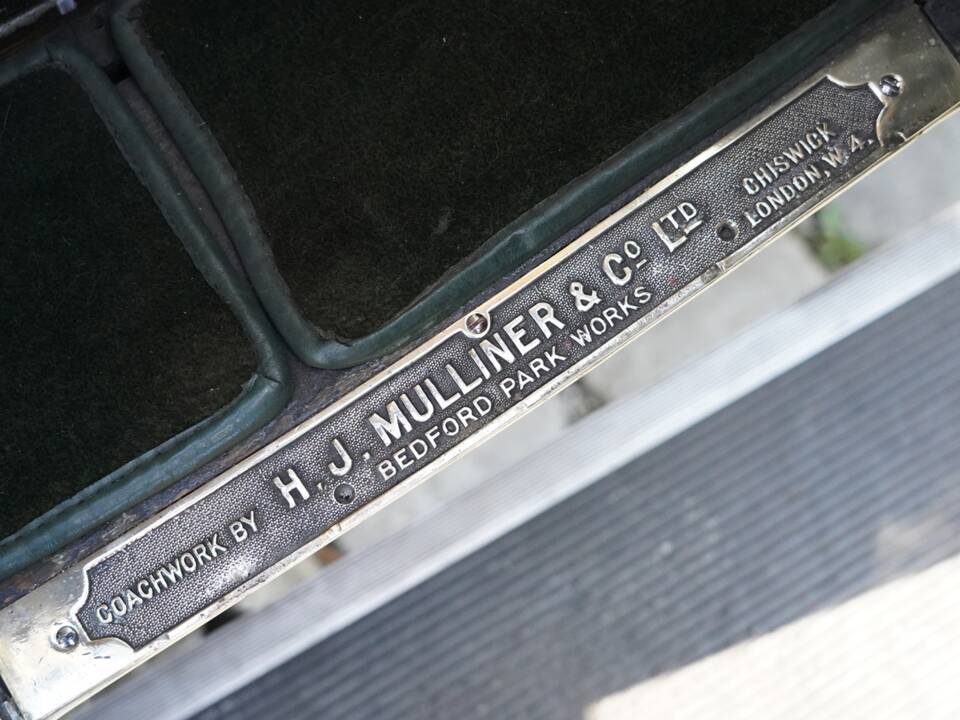 COACHWORK BY
H. J. MULLINER & Cº LTD
BEDFORD PARK WORKS
CHISWICK
LONDON, W. 4.